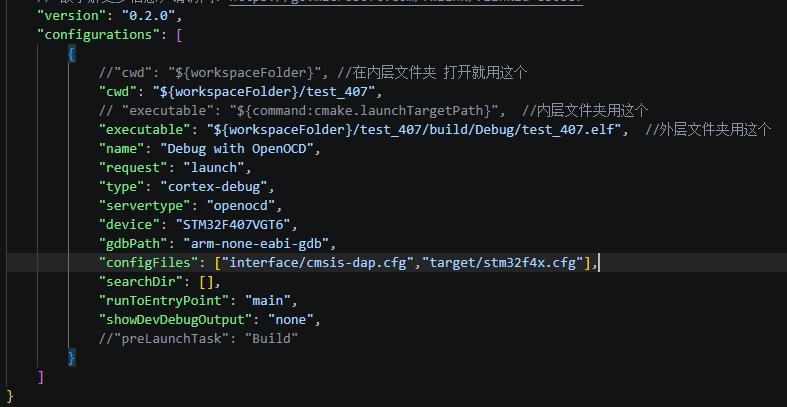 "version": "0.2.0",
"configurations": [
{
//"cwd": "${workspaceFolder}", //在内层文件夹 打开就用这个
"cwd": "${workspaceFolder}/test_407",
// "executable": "${command:cmake.launchTargetPath}",  //内层文件夹用这个
"executable": "${workspaceFolder}/test_407/build/Debug/test_407.elf",  //外层文件夹用这个
"name": "Debug with OpenOCD",
"request": "launch",
"type": "cortex-debug",
"servertype": "openocd",
"device": "STM32F407VGT6",
"gdbPath": "arm-none-eabi-gdb",
"configFiles": ["interface/cmsis-dap.cfg","target/stm32f4x.cfg"],
"searchDir": [],
"runToEntryPoint": "main",
"showDevDebugOutput": "none",
//"preLaunchTask": "Build"
}
]
}